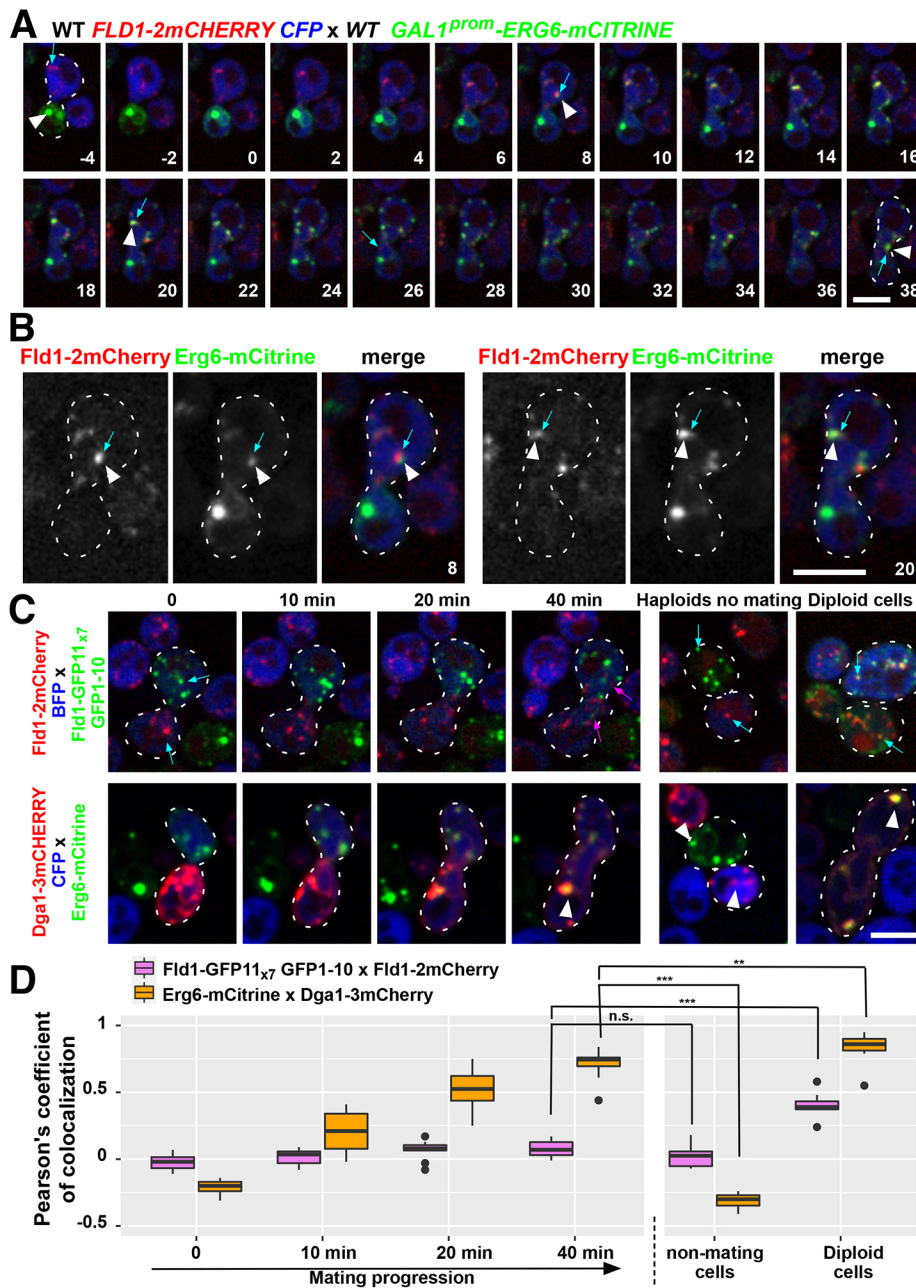 A
WT FLD1-2mCHERRY CFP x WT GAL1prom-ERG6-mCITRINE
-4 -2 0 2 4 6 8 10 12 14 16
18 20 22 24 26 28 30 32 34 36 38
B
Fld1-2mCherry Erg6-mCitrine merge Fld1-2mCherry Erg6-mCitrine merge
8 20
C
0 10 min 20 min 40 min Haploids no mating Diploid cells
Fld1-2mCherry
BFP x
Fld1-GFP11x7
GFP1-10
Dga1-3mCHERRY
CFP x
Erg6-mCitrine
D
Fld1-GFP11x7 GFP1-10 x Fld1-2mCherry
Erg6-mCitrine x Dga1-3mCherry
**
***
***
n.s.
Pearson's coefficient
of colocalization
1
0.5
0
-0.5
0 10 min 20 min 40 min non-mating Diploid
cells cells
Mating progression